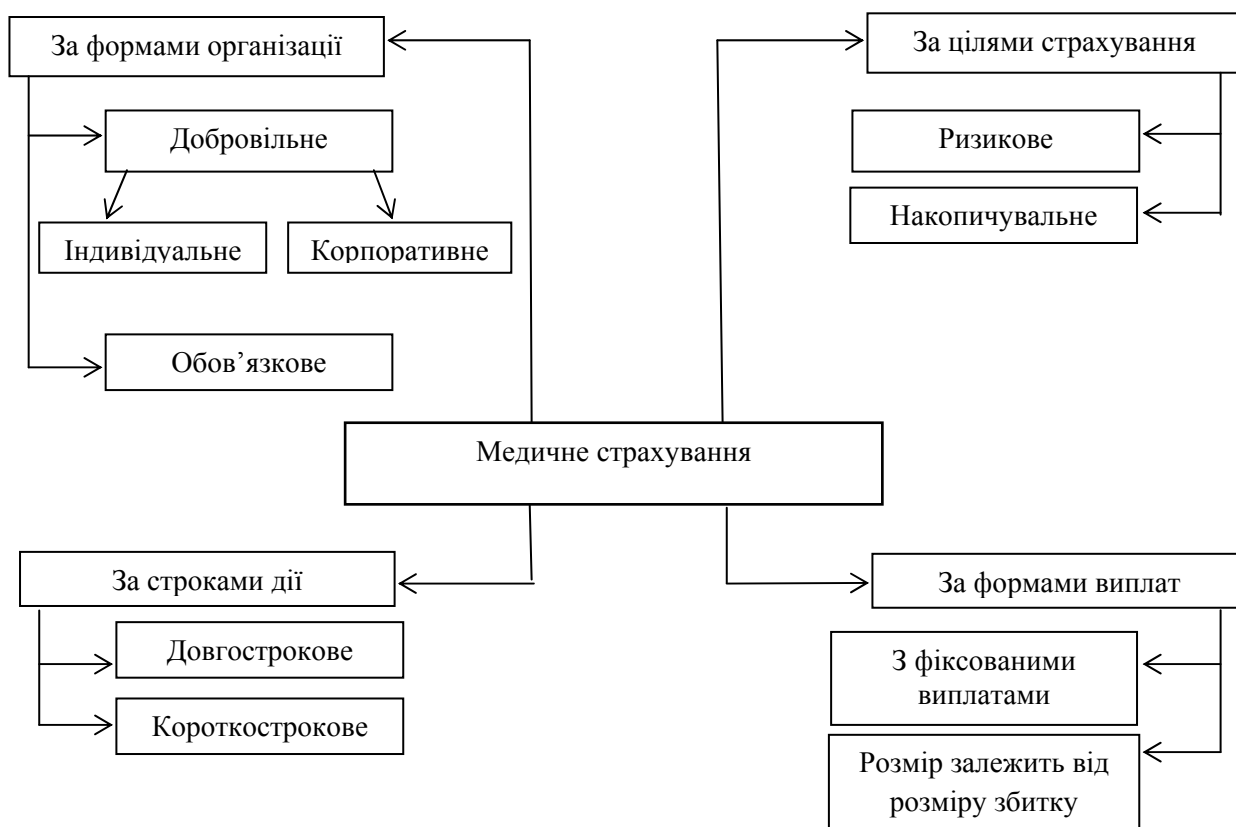 За формами організації
За цілями страхування
Добровільне
Ризикове
Індивідуальне
Корпоративне
Накопичувальне
Обов’язкове
Медичне страхування
За строками дії
За формами виплат
Довгострокове
З фіксованими
виплатами
Короткострокове
Розмір залежить від
розміру збитку